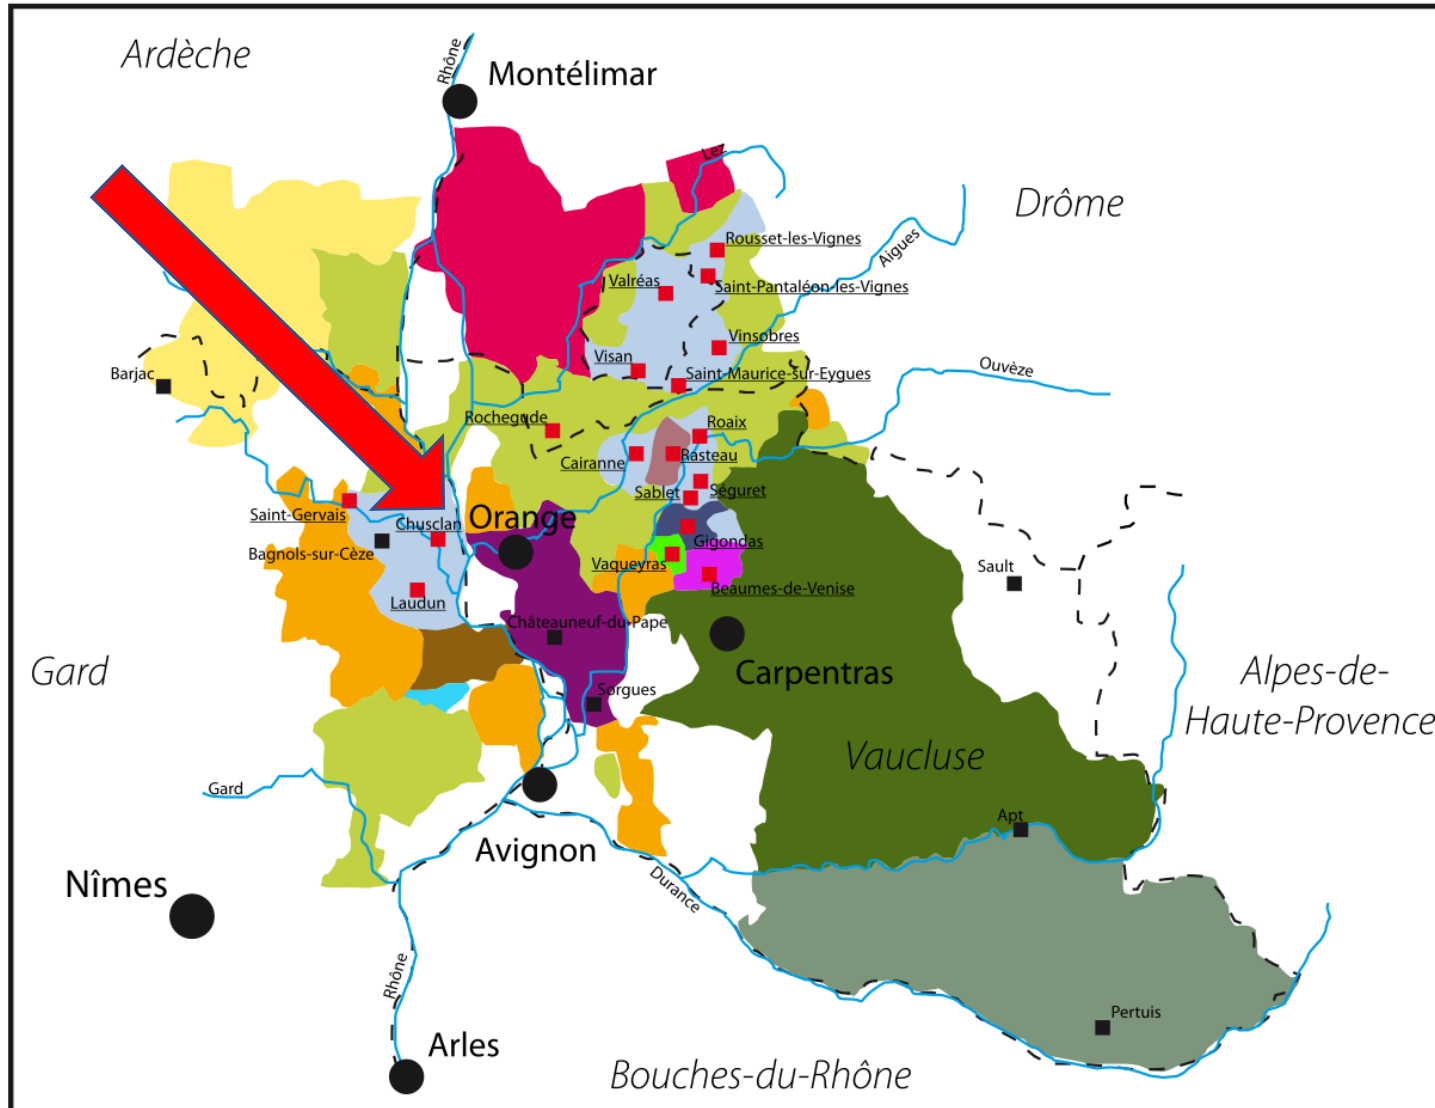 Ardèche
Rhône
Montélimar
Lez
Drôme
Rousset-les-Vignes
Aigues
Valréas
Saint-Pantaléon-les-Vignes
Vinsobres
Visan
Ouvèze
Barjac
Saint-Maurice-sur-Eygues
Rochegude
Roaix
Cairanne
Rasteau
Sablet
Séguret
Saint-Gervais
Chusclan
Orange
Bagnols-sur-Cèze
Gigondas
Vaqueyras
Sault
Beaumes-de-Venise
Laudun
Châteauneuf-du-Pape
Gard
Carpentras
Alpes-de-
Haute-Provence
Sorgues
Vaucluse
Gard
Apt
Avignon
Nîmes
Durance
Rhône
Pertuis
Arles
Bouches-du-Rhône